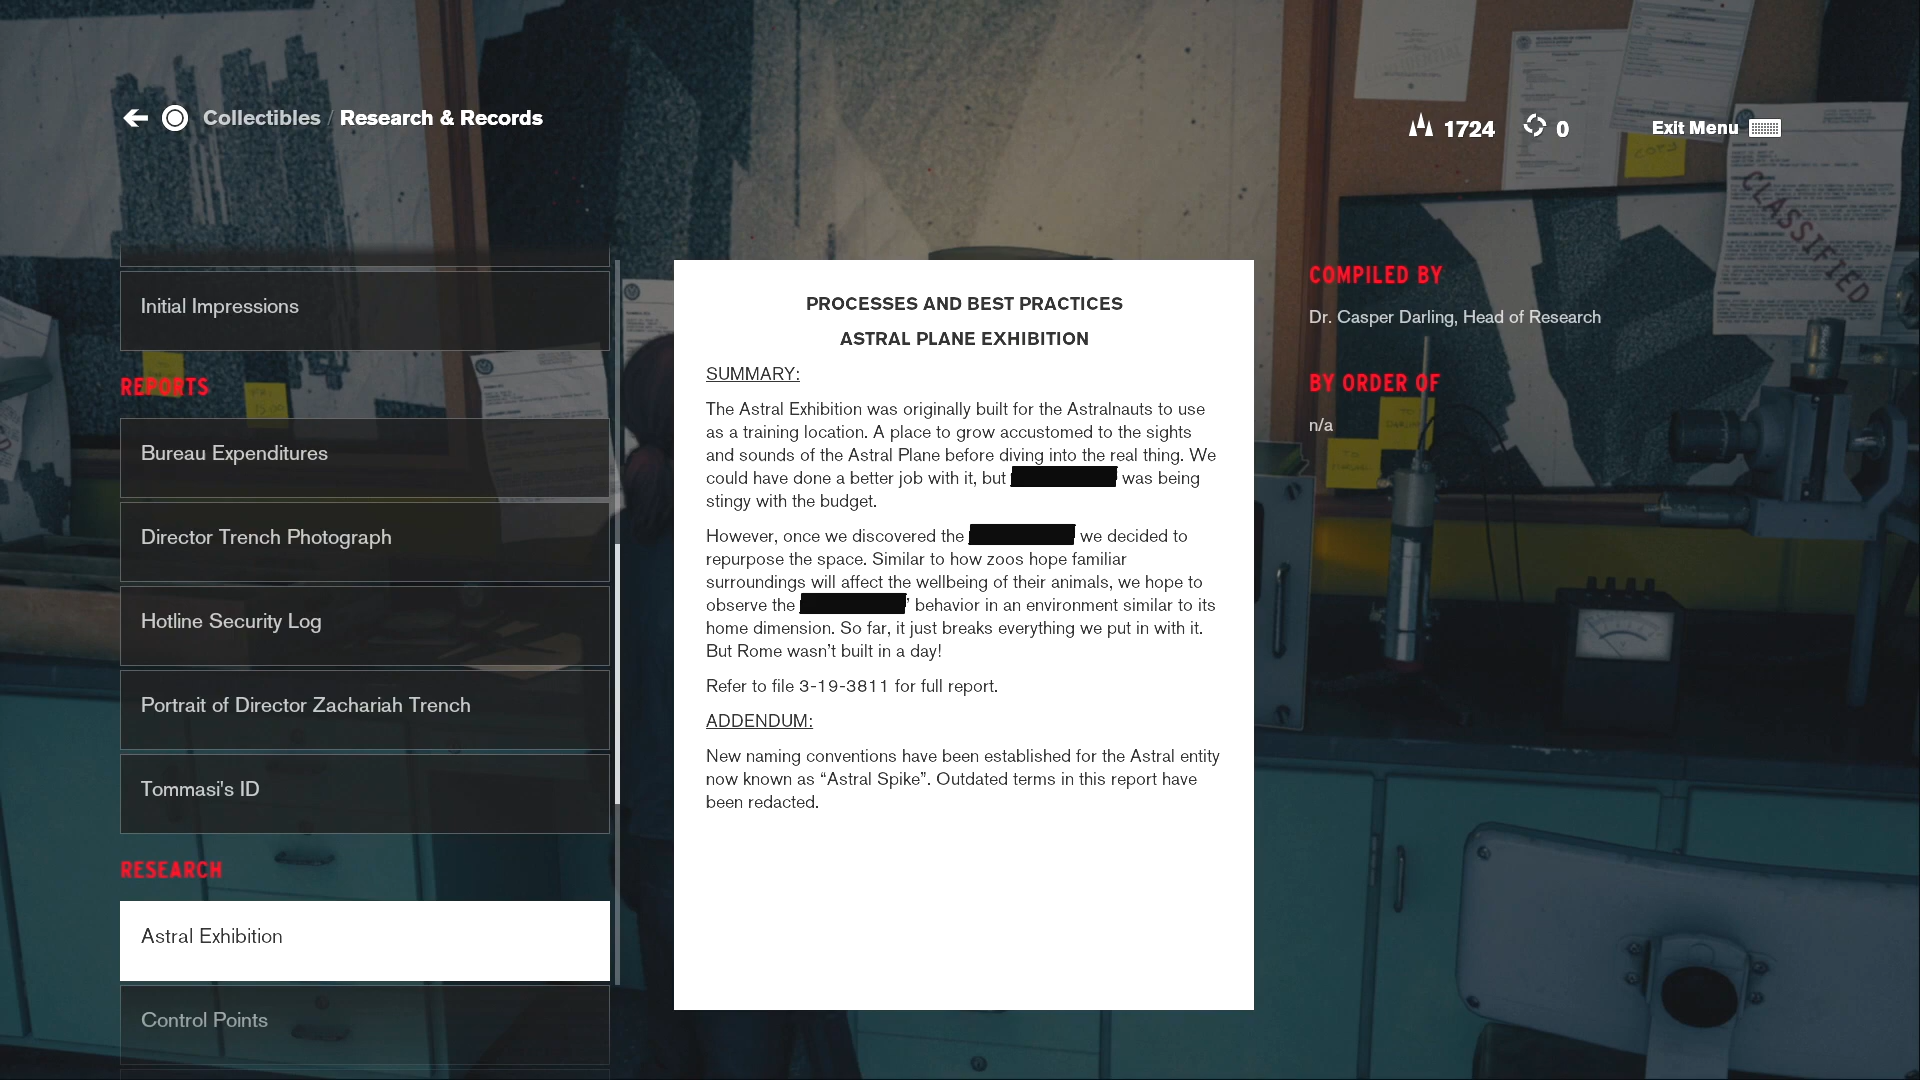 Collectibles / Research & Records
1724
0
Exit Menu
Initial Impressions
REPORTS
Bureau Expenditures
Director Trench Photograph
Hotline Security Log
Portrait of Director Zachariah Trench
Tommasi's ID
RESEARCH
Astral Exhibition
Control Points
PROCESSES AND BEST PRACTICES
ASTRAL PLANE EXHIBITION
SUMMARY:
The Astral Exhibition was originally built for the Astralnauts to use
as a training location. A place to grow accustomed to the sights
and sounds of the Astral Plane before diving into the real thing. We
could have done a better job with it, but was being
stingy with the budget.
However, once we discovered the we decided to
repurpose the space. Similar to how zoos hope familiar
surroundings will affect the wellbeing of their animals, we hope to
observe the ’ behavior in an environment similar to its
home dimension. So far, it just breaks everything we put in with it.
But Rome wasn’t built in a day!
Refer to file 3-19-3811 for full report.
ADDENDUM:
New naming conventions have been established for the Astral entity
now known as “Astral Spike”. Outdated terms in this report have
been redacted.
COMPILED BY
Dr. Casper Darling, Head of Research
BY ORDER OF
n/a
CLASSIFIED